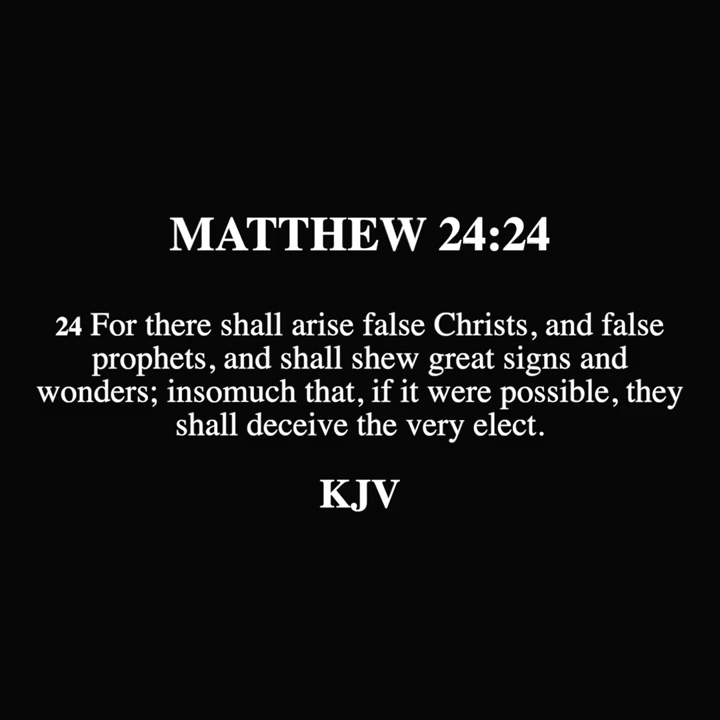 MATTHEW 24:24
24 For there shall arise false Christs, and false
prophets, and shall shew great signs and
wonders; insomuch that, if it were possible, they
shall deceive the very elect.
KJV